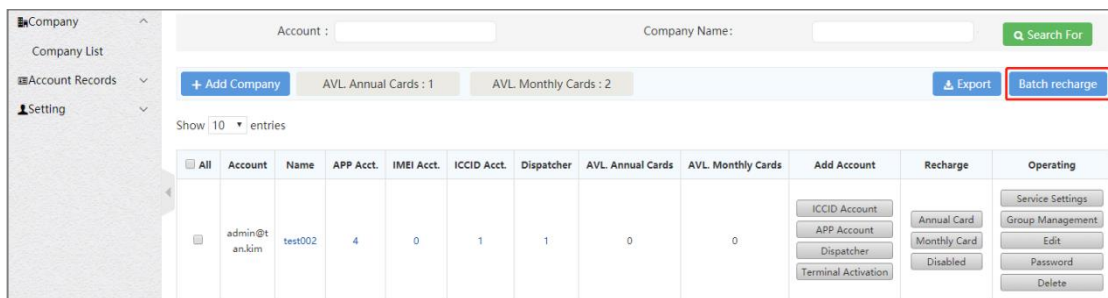 Company
Company List
Account Records
Setting
Account :
Company Name:
Search For
+ Add Company
AVL. Annual Cards : 1
AVL. Monthly Cards : 2
Export
Batch recharge
Show 10 entries
All Account Name APP Acct. IMEI Acct. ICCID Acct. Dispatcher AVL. Annual Cards AVL. Monthly Cards Add Account Recharge Operating
admin@t
an.kim
test002
4
0
1
1
0
0
ICCID Account
APP Account
Dispatcher
Terminal Activation
Annual Card
Monthly Card
Disabled
Service Settings
Group Management
Edit
Password
Delete